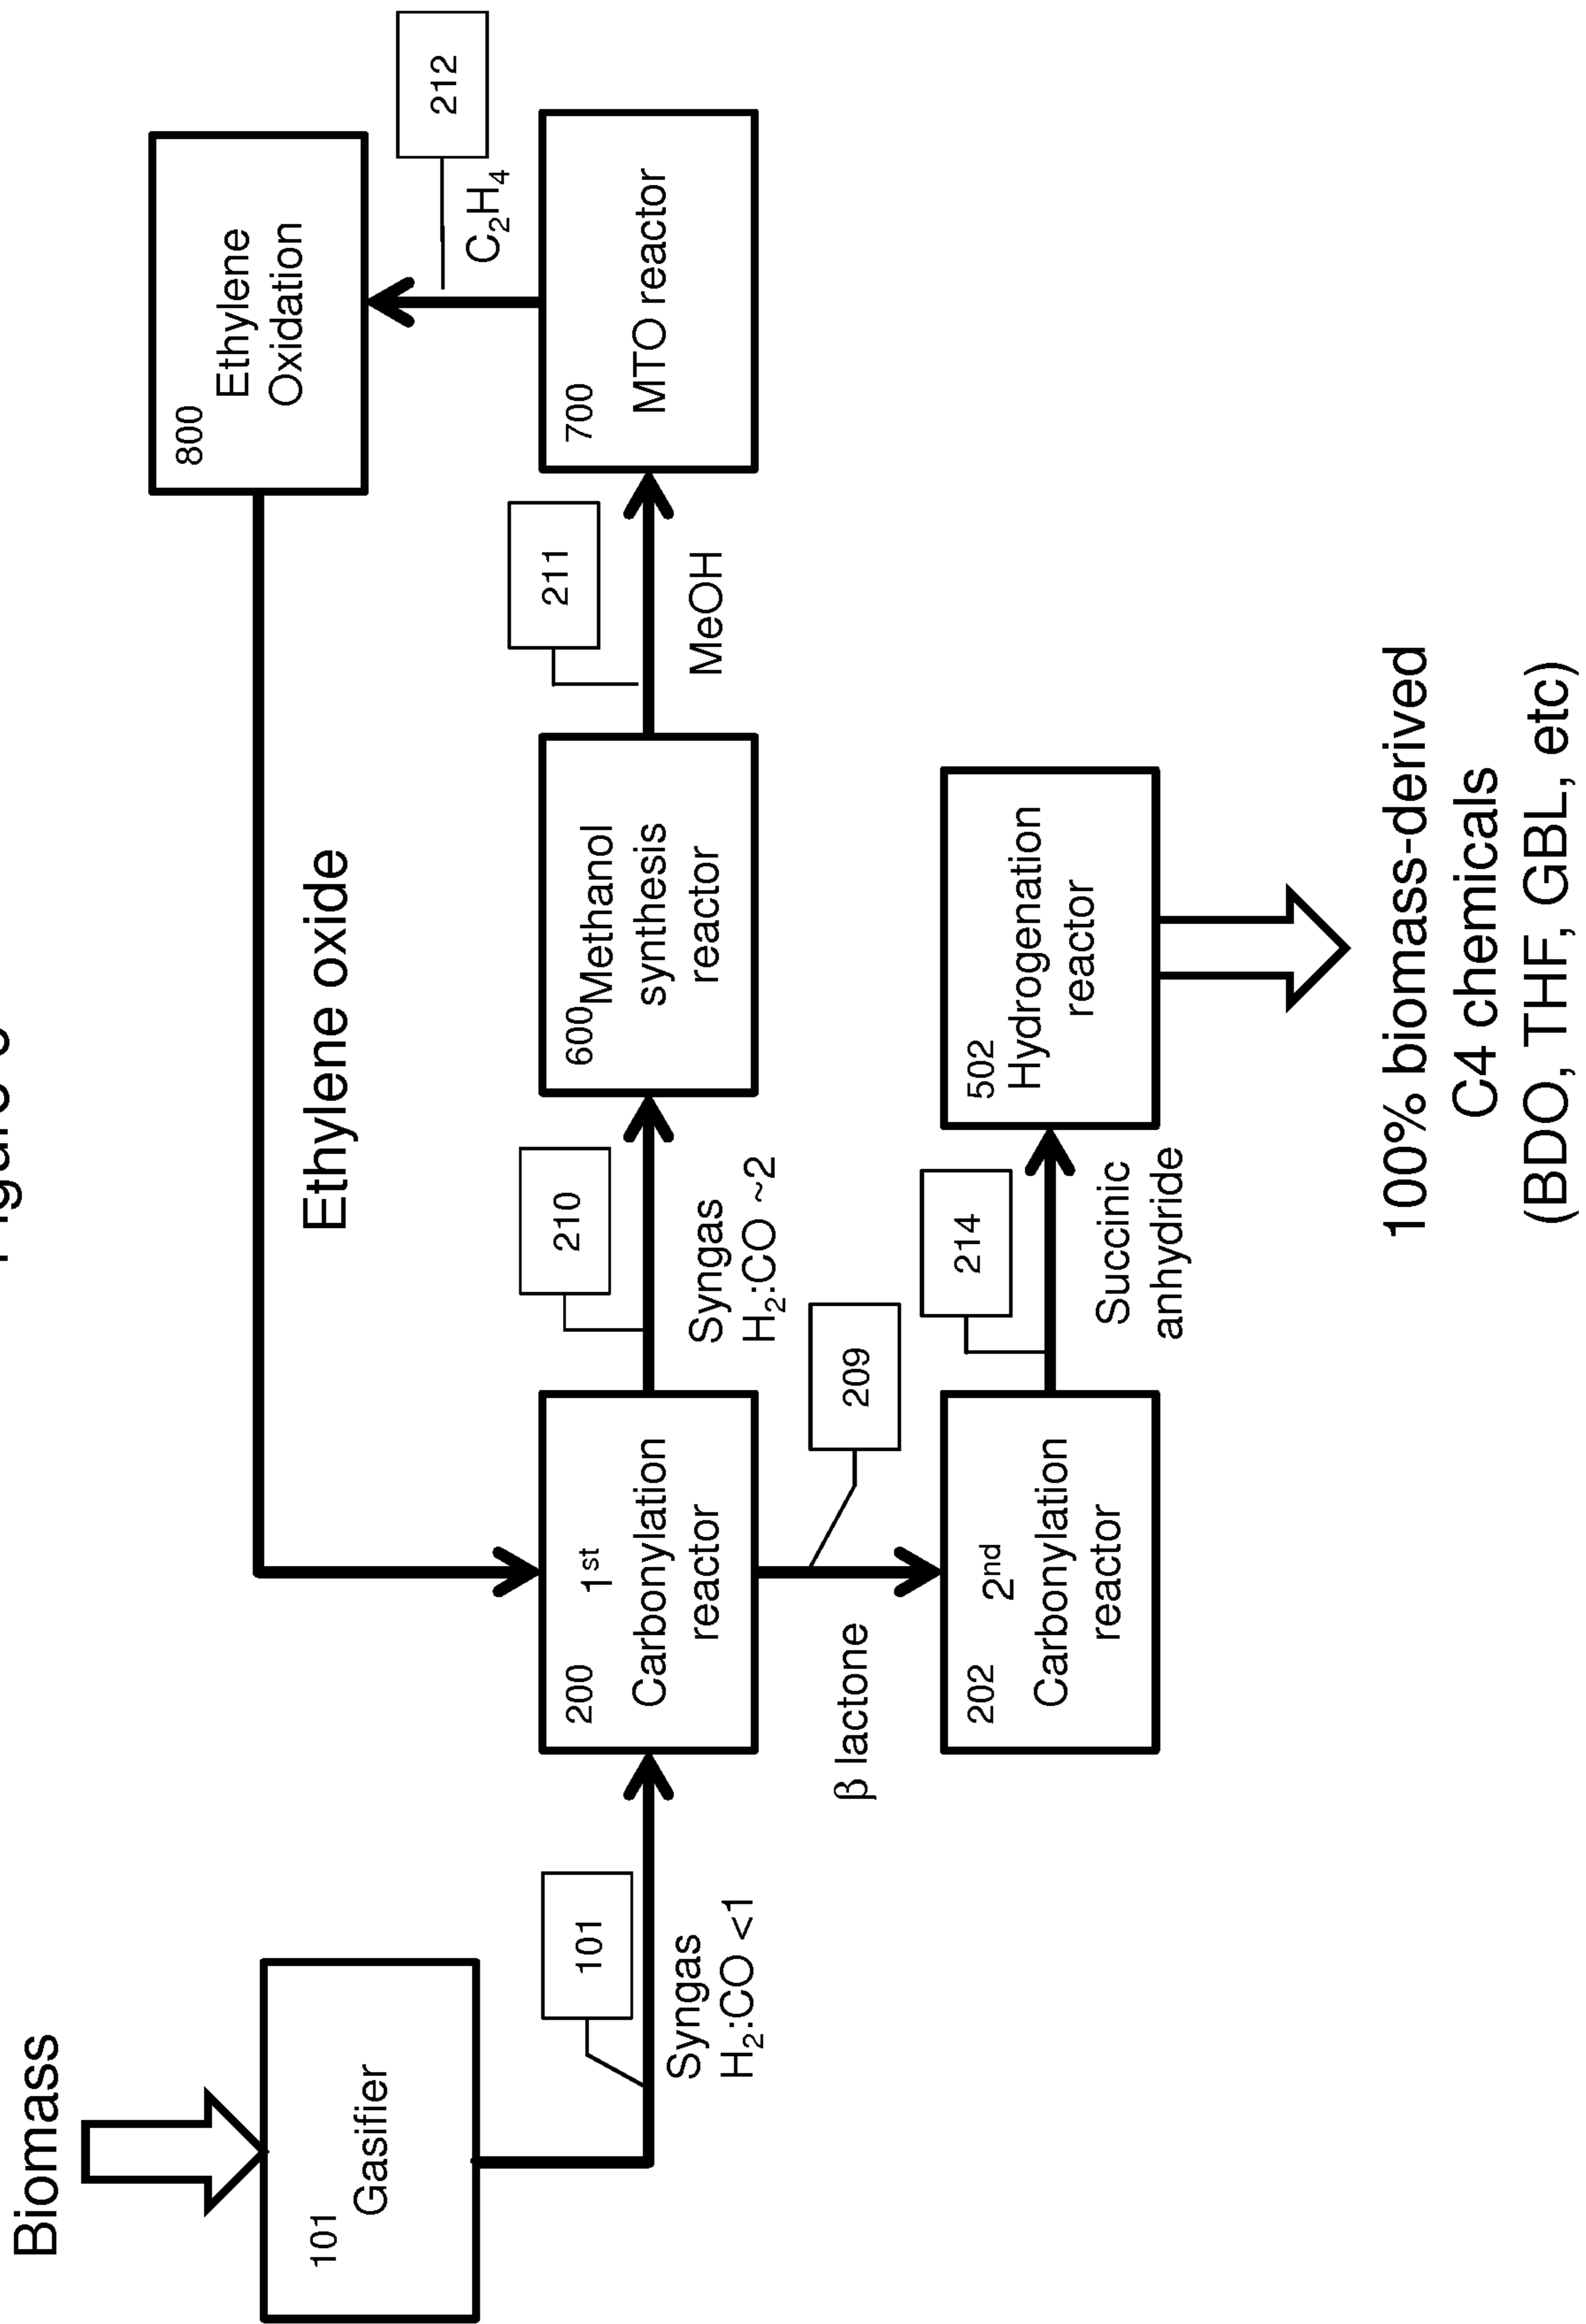 Figure
Biomass
101
Gasifier
101
Syngas
H₂:CO <1
Ethylene oxide
200
1ˢᵗ
Carbonylation
reactor
210
Syngas
H₂:CO ~2
600
Methanol
synthesis
reactor
211
MeOH
700
MTO reactor
212
C₂H₄
800
Ethylene
Oxidation
β lactone
209
202
2ⁿᵈ
Carbonylation
reactor
214
Succinic
anhydride
502
Hydrogenation
reactor
100% biomass-derived
C4 chemicals
(BDO, THF, GBL, etc)